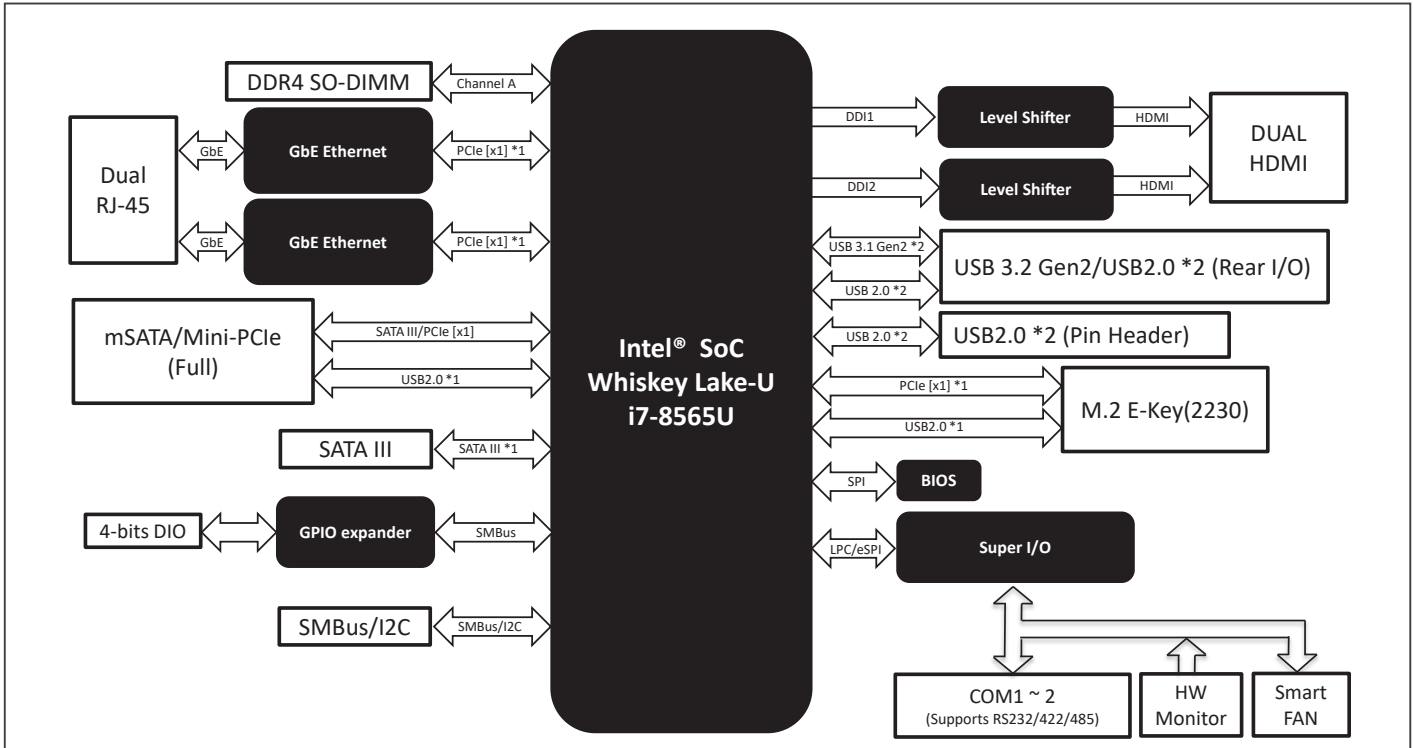 DDR4 SO-DIMM
Channel A
Dual
RJ-45
GbE
GbE Ethernet
PCIe [x1] *1
GbE
GbE Ethernet
PCIe [x1] *1
mSATA/Mini-PCIe
(Full)
SATA III/PCIe [x1]
USB2.0 *1
SATA III
SATA III *1
4-bits DIO
GPIO expander
SMBus
SMBus/I2C
SMBus/I2C
Intel® SoC
Whiskey Lake-U
i7-8565U
DDI1
Level Shifter
HDMI
DUAL
HDMI
DDI2
Level Shifter
HDMI
USB 3.1 Gen2 *2
USB 3.2 Gen2/USB2.0 *2 (Rear I/O)
USB 2.0 *2
USB 2.0 *2
USB2.0 *2 (Pin Header)
PCIe [x1] *1
M.2 E-Key(2230)
USB2.0 *1
SPI
BIOS
LPC/eSPI
Super I/O
COM1 ~ 2
(Supports RS232/422/485)
HW
Monitor
Smart
FAN